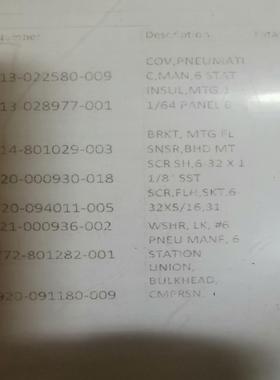 umber Description
COV,PNEUMATI
13-022580-009 C,MAN,6 STAT
INSUL,MTG
13-028977-001 1/64 PANEL
BRKT, MTG FL
14-801029-003 SNSR,BHD MT
SCR SH,6-32 X 1
20-000930-018 1/8" SST
SCR,FLH,SKT,6
20-094011-005 32X5/16,31
21-000936-002 WSHR, LK, #6
PNEU MANF, 6
772-801282-001 STATION
UNION,
BULKHEAD,
920-091180-009 CMPRSN,